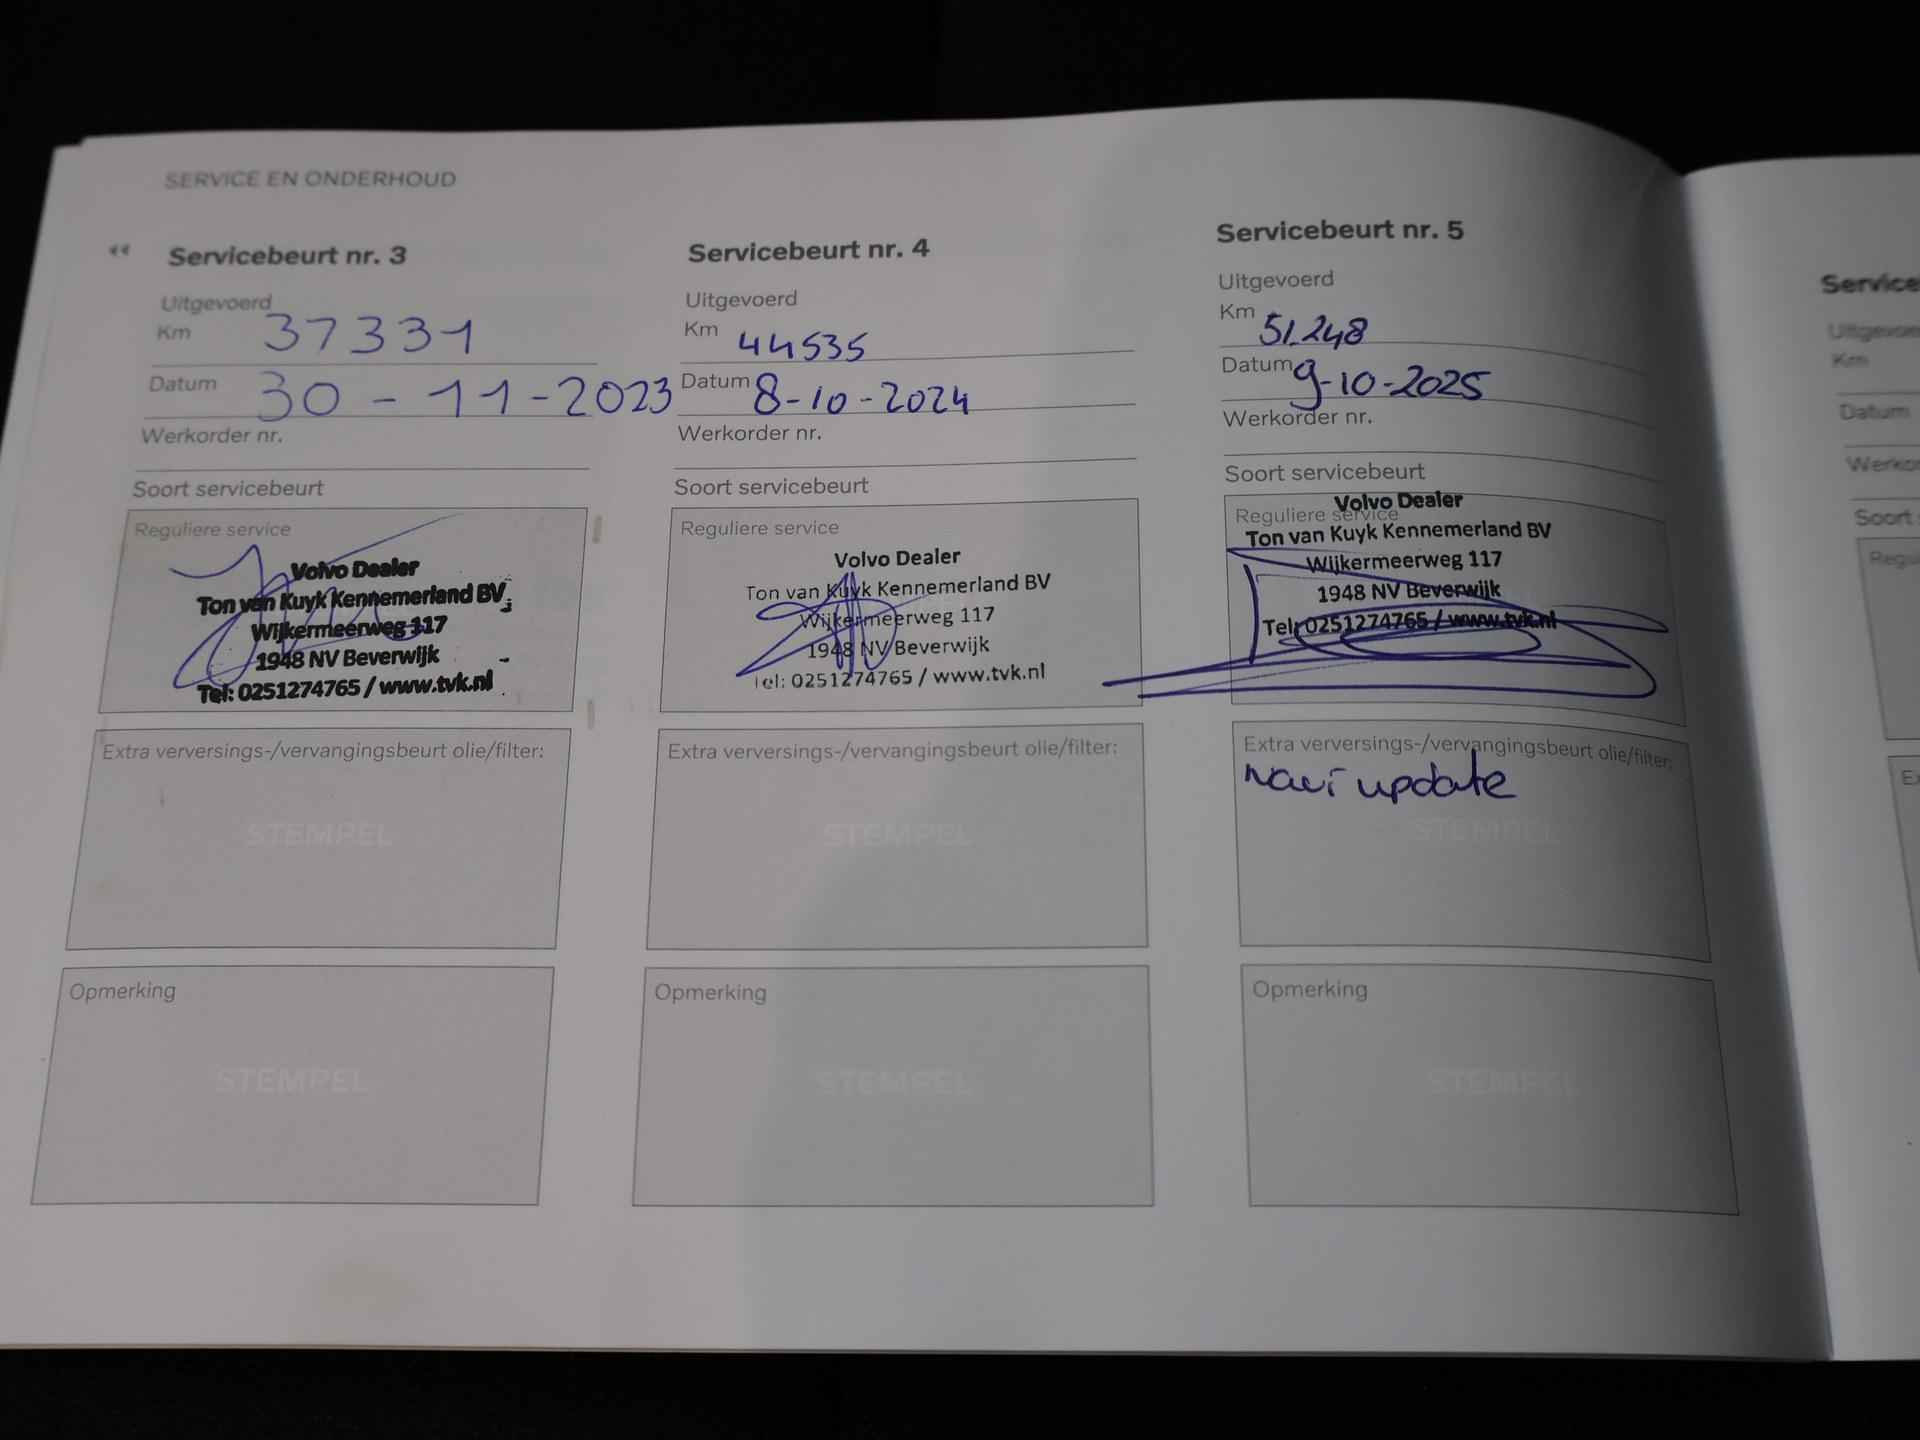 SERVICE EN ONDERHOUD
Servicebeurt nr. 3
Uitgevoerd
Km 37331
Datum 30-11-2023
Werkorder nr.
Soort servicebeurt
Reguliere service
Volvo Dealer
Ton van Kuyk Kennemerland BV
Wijkermeerweg 117
1948 NV Beverwijk
Tel: 0251274765 / www.tvk.nl
Extra verversings-/vervangingsbeurt olie/filter:
STEMPEL
Opmerking
STEMPEL
Servicebeurt nr. 4
Uitgevoerd
Km 44535
Datum 8-10-2024
Werkorder nr.
Soort servicebeurt
Reguliere service
Volvo Dealer
Ton van Kuyk Kennemerland BV
Wijkermeerweg 117
1948 NV Beverwijk
Tel: 0251274765 / www.tvk.nl
Extra verversings-/vervangingsbeurt olie/filter:
STEMPEL
Opmerking
STEMPEL
Servicebeurt nr. 5
Uitgevoerd
Km 51.248
Datum 9-10-2025
Werkorder nr.
Soort servicebeurt
Reguliere service
Volvo Dealer
Ton van Kuyk Kennemerland BV
Wijkermeerweg 117
1948 NV Beverwijk
Tel: 0251274765 / www.tvk.nl
Extra verversings-/vervangingsbeurt olie/filter:
navi update
STEMPEL
Opmerking
STEMPEL
Service
Km
Datum
Soort